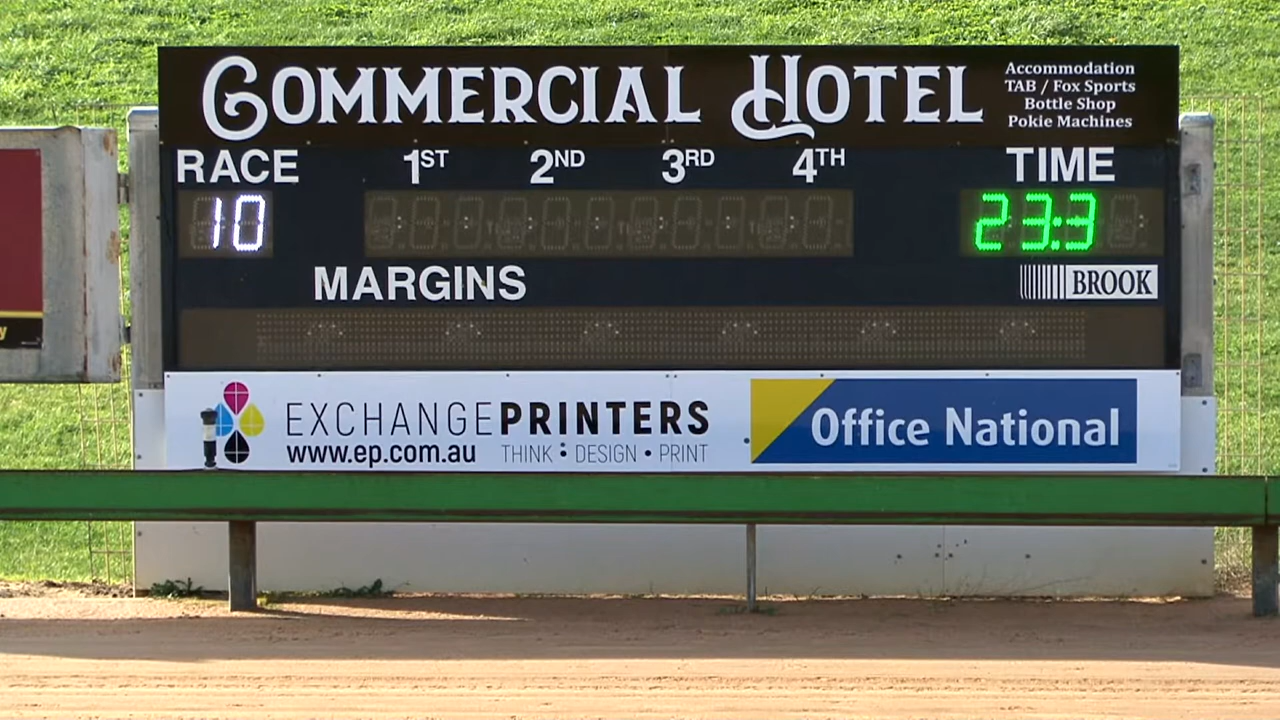 COMMERCIAL HOTEL
Accommodation
TAB / Fox Sports
Bottle Shop
Pokie Machines
RACE 1ST 2ND 3RD 4TH TIME
10 23:3
MARGINS
BROOK
EXCHANGEPRINTERS
www.ep.com.au THINK : DESIGN • PRINT
Office National
y